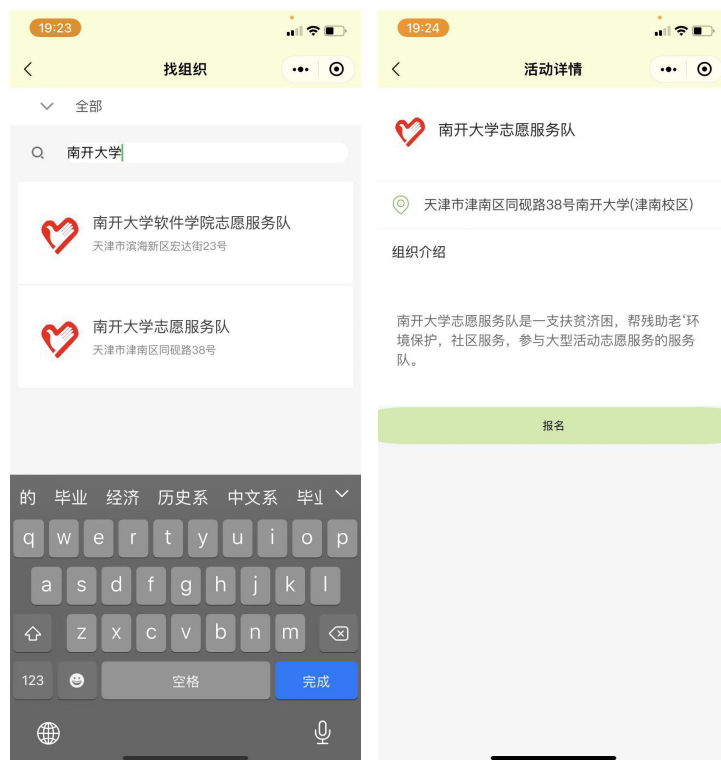 19:23
找组织
全部
南开大学
南开大学软件学院志愿服务队
天津市滨海新区宏达街23号
南开大学志愿服务队
天津市津南区同砚路38号
的 毕业 经济 历史系 中文系
q w e r t y u i o p
a s d f g h j k l
z x c v b n m
123 空格 完成
19:24
活动详情
南开大学志愿服务队
天津市津南区同砚路38号南开大学(津南校区)
组织介绍
南开大学志愿服务队是一支扶贫济困，帮残助老‘环
境保护，社区服务，参与大型活动志愿服务的服务
队。
报名